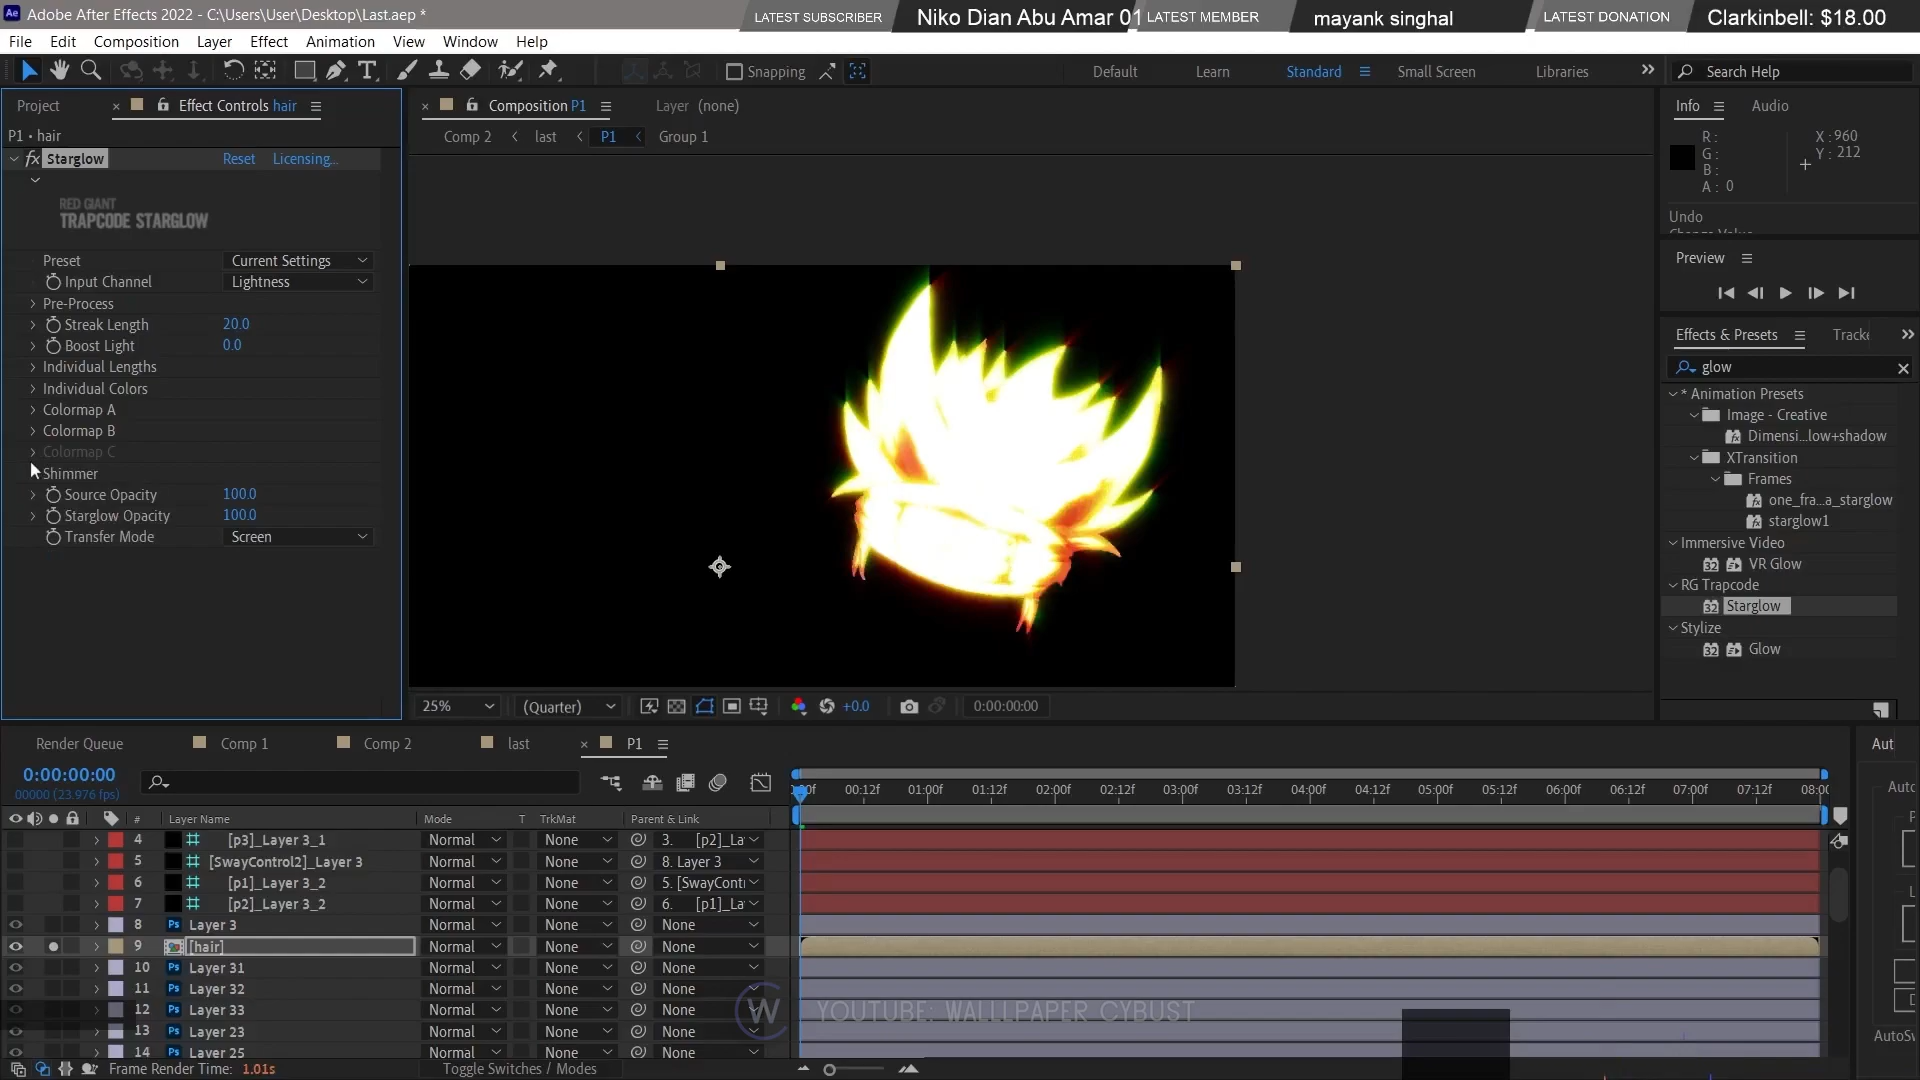 Adobe After Effects 2022 - C:\Users\User\Desktop\Last.aep *
LATEST SUBSCRIBER
Niko Dian Abu Amar 01
LATEST MEMBER
mayank singhal
LATEST DONATION
Clarkinbell: $18.00
File Edit Composition Layer Effect Animation View Window Help
Snapping
Default Learn Standard Small Screen Libraries
Search Help
Project
Effect Controls hair
Composition P1
Layer (none)
Info
Audio
P1 • hair
Comp 2 last P1 Group 1
R :
G :
B :
A : 0
X : 960
Y : 212
fx Starglow Reset Licensing...
RED GIANT
TRAPCODE STARGLOW
Undo
Preset Current Settings
Input Channel Lightness
Pre-Process
Streak Length 20.0
Boost Light 0.0
Individual Lengths
Individual Colors
Colormap A
Colormap B
Colormap C
Shimmer
Source Opacity 100.0
Starglow Opacity 100.0
Transfer Mode Screen
Preview
Effects & Presets
glow
* Animation Presets
Image - Creative
Dimensi...low+shadow
XTransition
Frames
one_fra...a_starglow
starglow1
Immersive Video
VR Glow
RG Trapcode
Starglow
Stylize
Glow
25% (Quarter) +0.0 0:00:00:00
Render Queue Comp 1 Comp 2 last P1
0:00:00:00
00000 (23.976 fps)
00:12f 01:00f 01:12f 02:00f 02:12f 03:00f 03:12f 04:00f 04:12f 05:00f 05:12f 06:00f 06:12f 07:00f 07:12f
# Layer Name Mode T TrkMat Parent & Link
4 [p3]_Layer 3_1 Normal None 3.
5 [SwayControl2]_Layer 3 Normal None 8. Layer 3
6 [p1]_Layer 3_2 Normal None 5.
7 [p2]_Layer 3_2 Normal None 6.
8 Ps Layer 3 Normal None None
9 [hair] Normal None None
10 Ps Layer 31 Normal None None
11 Ps Layer 32 Normal None None
12 Ps Layer 33 Normal None None
13 Ps Layer 23 Normal None None
14 Ps Layer 25 Normal None None
YOUTUBE: WALLLPAPER CYBUST
Frame Render Time: 1.01s
Toggle Switches / Modes